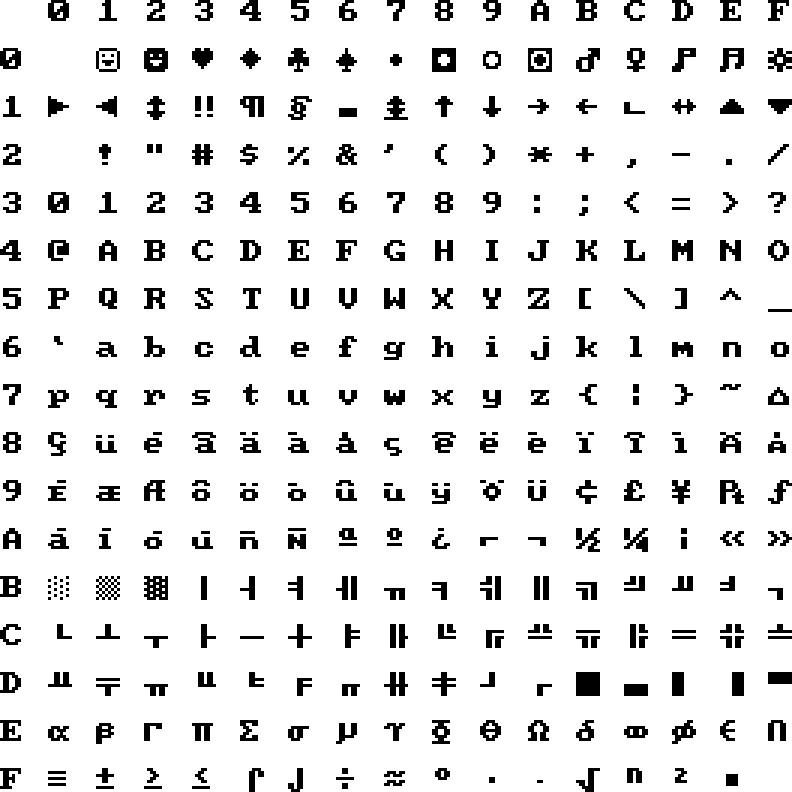 0 1 2 3 4 5 6 7 8 9 A B C D E F
0 ☺ ☻ ♥ ♦ ♣ ♠ • ◘ ○ ◙ ♂ ♀ ♪ ♫ ☼
1 ► ◄ ↕ ‼ ¶ § ▬ ↨ ↑ ↓ → ← ∟ ↔ ▲ ▼
2 ! " # $ % & ' ( ) * + , - . /
3 0 1 2 3 4 5 6 7 8 9 : ; < = > ?
4 @ A B C D E F G H I J K L M N O
5 P Q R S T U V W X Y Z [ \ ] ^ _
6 ` a b c d e f g h i j k l m n o
7 p q r s t u v w x y z { ¦ } ~ ⌂
8 Ç ü é â ä à å ç ê ë è ï î ì Ä Å
9 É æ Æ ô ö ò û ù ÿ Ö Ü ¢ £ ¥ ₧ ƒ
A á í ó ú ñ Ñ ª º ¿ ⌐ ¬ ½ ¼ ¡ « »
B ░ ▒ ▓ │ ┤ ╡ ╢ ╖ ╕ ╣ ║ ╗ ╝ ╜ ╛ ┐
C └ ┴ ┬ ├ ─ ┼ ╞ ╟ ╚ ╔ ╩ ╦ ╠ ═ ╬ ╧
D ╨ ╤ ╥ ╙ ╘ ╒ ╓ ╫ ╪ ┘ ┌ █ ▄ ▌ ▐ ▀
E α β Γ π Σ σ µ τ Φ Θ Ω δ ∞ φ ∈ ∩
F ≡ ± ≥ ≤ ⌠ ⌡ ÷ ≈ ° ∙ · √ ⁿ ² ■